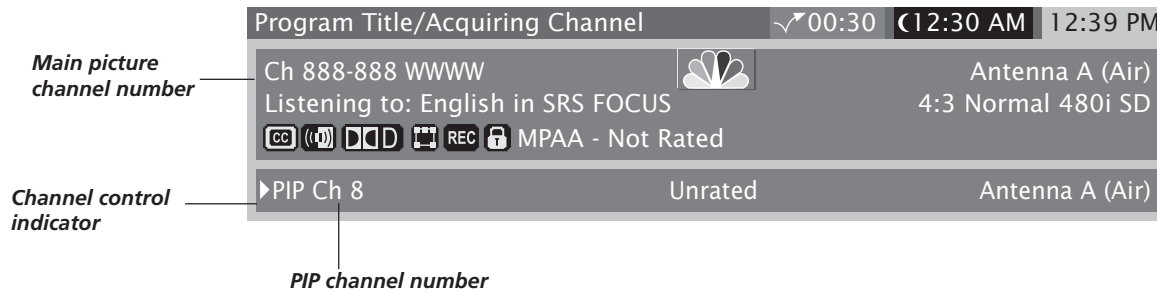 Program Title/Acquiring Channel 00:30 12:30 AM 12:39 PM
Main picture
channel number
Ch 888-888 WWWW Antenna A (Air)
Listening to: English in SRS FOCUS 4:3 Normal 480i SD
CC REC MPAA - Not Rated
Channel control
indicator
PIP Ch 8 Unrated Antenna A (Air)
PIP channel number